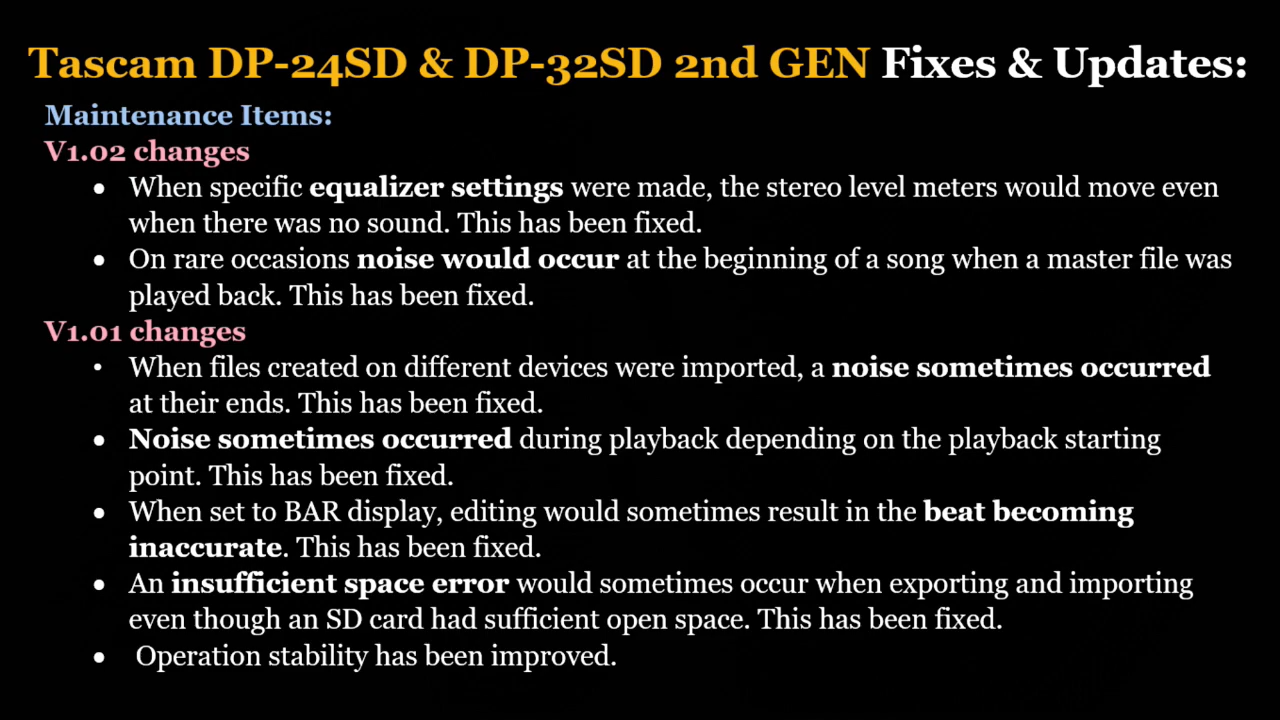 Tascam DP-24SD & DP-32SD 2nd GEN Fixes & Updates:
Maintenance Items:
V1.02 changes
● When specific equalizer settings were made, the stereo level meters would move even
when there was no sound. This has been fixed.
● On rare occasions noise would occur at the beginning of a song when a master file was
played back. This has been fixed.
V1.01 changes
• When files created on different devices were imported, a noise sometimes occurred
at their ends. This has been fixed.
● Noise sometimes occurred during playback depending on the playback starting
point. This has been fixed.
● When set to BAR display, editing would sometimes result in the beat becoming
inaccurate. This has been fixed.
● An insufficient space error would sometimes occur when exporting and importing
even though an SD card had sufficient open space. This has been fixed.
● Operation stability has been improved.